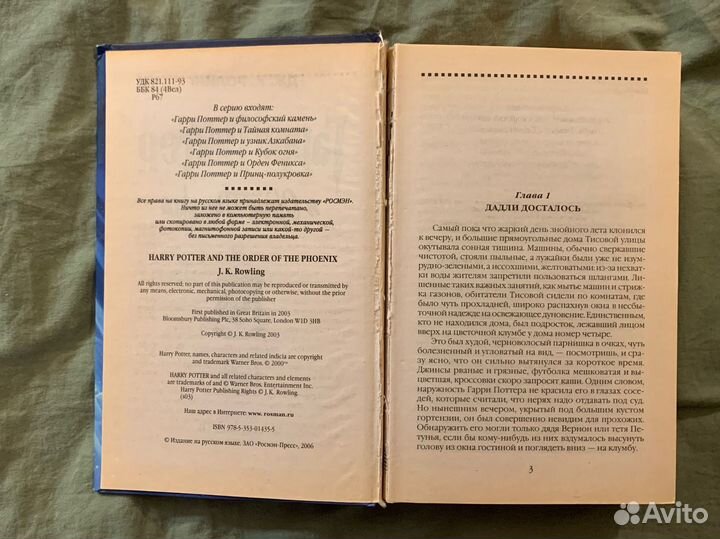 УДК 821.111-93
ББК 84 (4Вел)
Р67
В серию входят:
«Гарри Поттер и философский камень»
«Гарри Поттер и Тайная комната»
«Гарри Поттер и узник Азкабана»
«Гарри Поттер и Кубок огня»
«Гарри Поттер и Орден Феникса»
«Гарри Поттер и Принц-полукровка»
Все права на книгу на русском языке принадлежат издательству «РОСМЭН».
Ничто из нее не может быть перепечатано,
заложено в компьютерную память
или скопировано в любой форме – электронной, механической,
фотокопии, магнитофонной записи или какой-то другой –
без письменного разрешения владельца.
HARRY POTTER AND THE ORDER OF THE PHOENIX
J. K. Rowling
All rights reserved; no part of this publication may be reproduced or transmitted by
any means, electronic, mechanical, photocopying or otherwise, without the prior
permission of the publisher
First published in Great Britain in 2003
Bloomsbury Publishing Plc, 38 Soho Square, London W1D 3HB
Copyright © J. K. Rowling 2003
Harry Potter, names, characters and related indicia are copyright
and trademark Warner Bros. © 2000™
HARRY POTTER and all related characters and elements
are trademarks of and © Warner Bros. Entertainment Inc.
Harry Potter Publishing Rights © J. K. Rowling.
(s03)
Наш адрес в Интернете: www.rosman.ru
ISBN 978-5-353-01435-5
© Издание на русском языке. ЗАО «Росмэн-Пресс», 2006
Глава 1
ДАДЛИ ДОСТАЛОСЬ
Самый пока что жаркий день знойного лета клонился
к вечеру, и большие прямоугольные дома Тисовой улицы
окутывала сонная тишина. Машины, обычно сверкавшие
чистотой, стояли пыльные, а лужайки были уже не изу-
мрудно-зелеными, а иссохшими, желтоватыми: из-за нехват-
ки воды жителям запретили пользоваться шлангами. Ли-
шенные таких важных занятий, как мытье машин и стриж-
ка газонов, обитатели Тисовой сидели по комнатам, где
было чуть прохладней, широко распахнув окна в несбы-
точной надежде на освежающее дуновение. Единственным,
кто не находился дома, был подросток, лежавший лицом
вверх на цветочной клумбе у дома номер четыре.
Это был худой, черноволосый парнишка в очках, чуть
болезненный и угловатый на вид, — посмотришь, и сра-
зу ясно, что он сильно вытянулся за короткое время.
Джинсы рваные и грязные, футболка мешковатая и вы-
цветшая, кроссовки скоро запросят каши. Одним словом,
наружность Гарри Поттера не красила его в глазах сосе-
дей, которые считали, что нерях надо отдавать под суд.
Но нынешним вечером, укрытый под большим кустом
гортензии, он был совершенно невидим для прохожих.
Обнаружить его могли только дядя Вернон или тетя Пе-
тунья, если бы кому-нибудь из них вздумалось высунуть
голову из окна гостиной и поглядеть вниз — на клумбу.
3
Avito